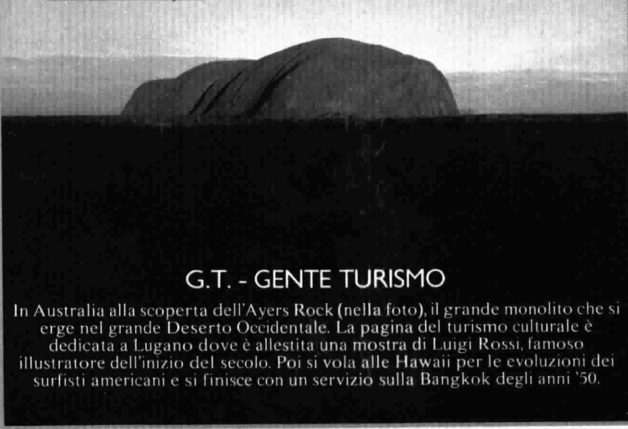 G.T. - GENTE TURISMO
In Australia alla scoperta dell'Ayers Rock (nella foto), il grande monolito che si
erge nel grande Deserto Occidentale. La pagina del turismo culturale è
dedicata a Lugano dove è allestita una mostra di Luigi Rossi, famoso
illustratore dell'inizio del secolo. Poi si vola alle Hawaii per le evoluzioni dei
surfisti americani e si finisce con un servizio sulla Bangkok degli anni '50.